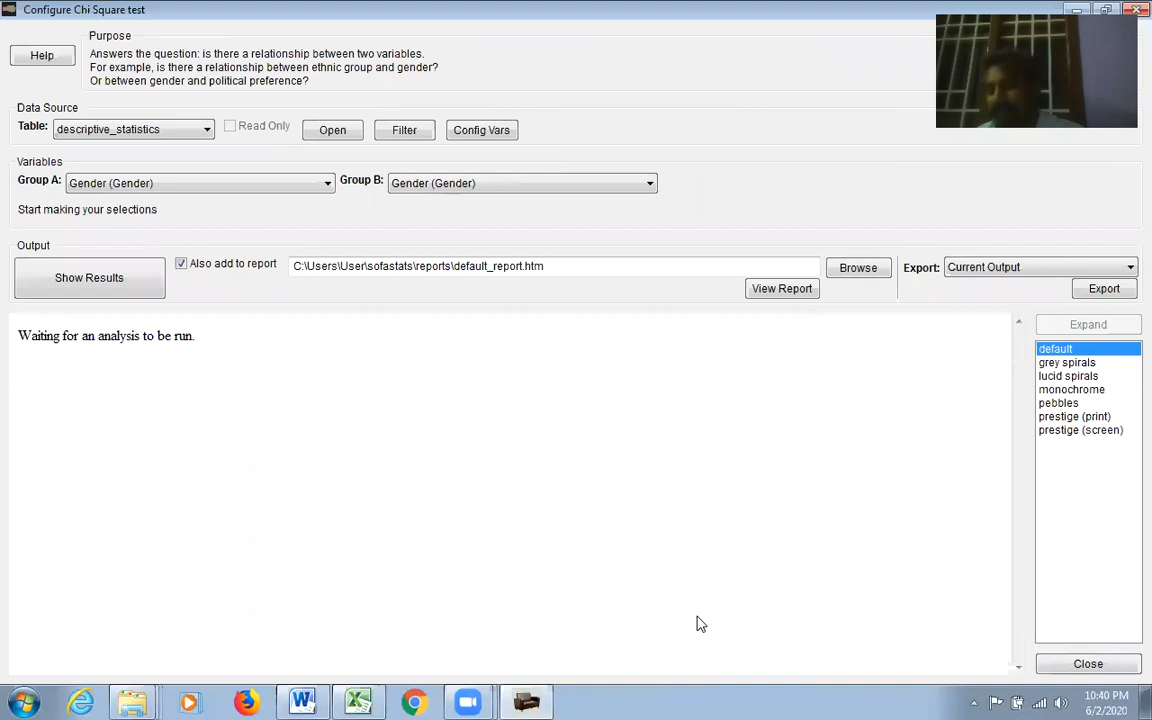 Configure Chi Square test
Help
Purpose
Answers the question: is there a relationship between two variables.
For example, is there a relationship between ethnic group and gender?
Or between gender and political preference?
Data Source
Table: descriptive_statistics Read Only Open Filter Config Vars
Variables
Group A: Gender (Gender) Group B: Gender (Gender)
Start making your selections
Output
Show Results Also add to report C:\Users\User\sofastats\reports\default_report.htm Browse Export: Current Output
View Report Export
Waiting for an analysis to be run.
Expand
default
grey spirals
lucid spirals
monochrome
pebbles
prestige (print)
prestige (screen)
Close
10:40 PM
6/2/2020